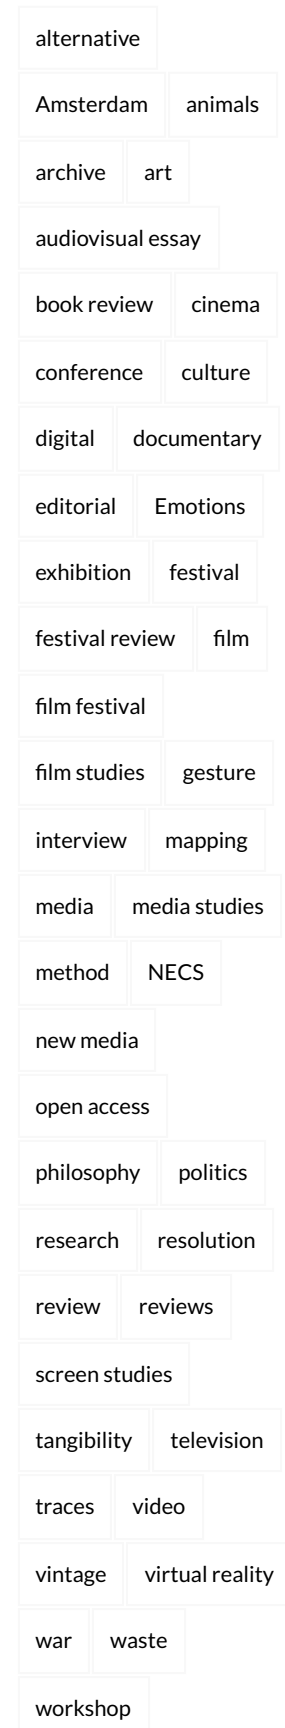 alternative
Amsterdam animals
archive art
audiovisual essay
book review cinema
conference culture
digital documentary
editorial Emotions
exhibition festival
festival review film
film festival
film studies gesture
interview mapping
media media studies
method NECS
new media
open access
philosophy politics
research resolution
review reviews
screen studies
tangibility television
traces video
vintage virtual reality
war waste
workshop